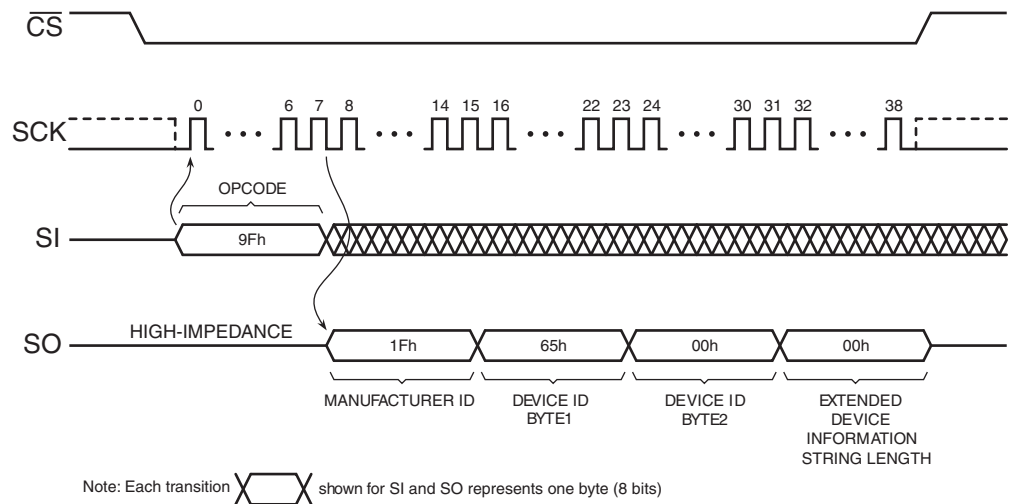 CS
SCK
0 6 7 8 14 15 16 22 23 24 30 31 32 38
OPCODE
SI
9Fh
HIGH-IMPEDANCE
SO
1Fh 65h 00h 00h
MANUFACTURER ID
DEVICE ID
BYTE1
DEVICE ID
BYTE2
EXTENDED
DEVICE
INFORMATION
STRING LENGTH
Note: Each transition shown for SI and SO represents one byte (8 bits)